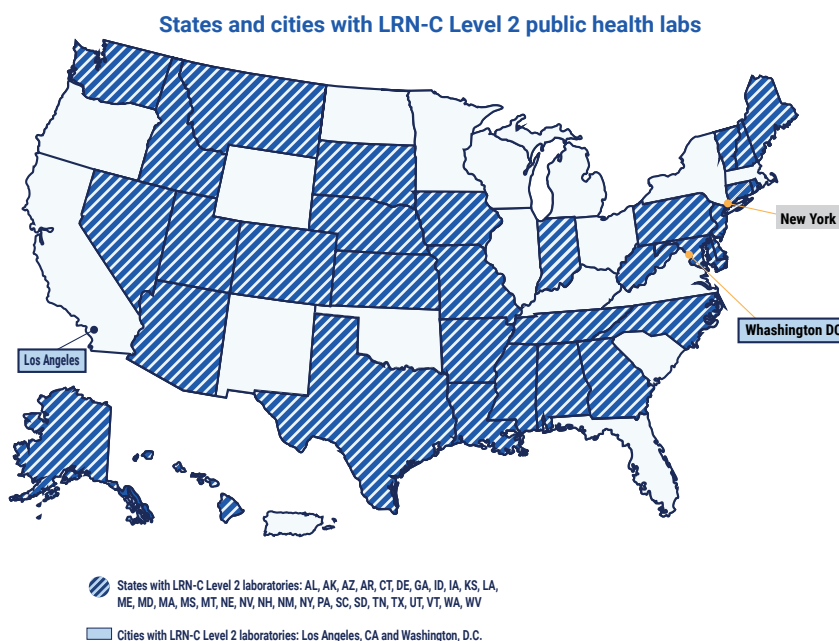 States and cities with LRN-C Level 2 public health labs
New York
Whashington DC
Los Angeles
States with LRN-C Level 2 laboratories: AL, AK, AZ, AR, CT, DE, GA, ID, IA, KS, LA,
ME, MD, MA, MS, MT, NE, NV, NH, NM, NY, PA, SC, SD, TN, TX, UT, VT, WA, WV
Cities with LRN-C Level 2 laboratories: Los Angeles, CA and Washington, D.C.